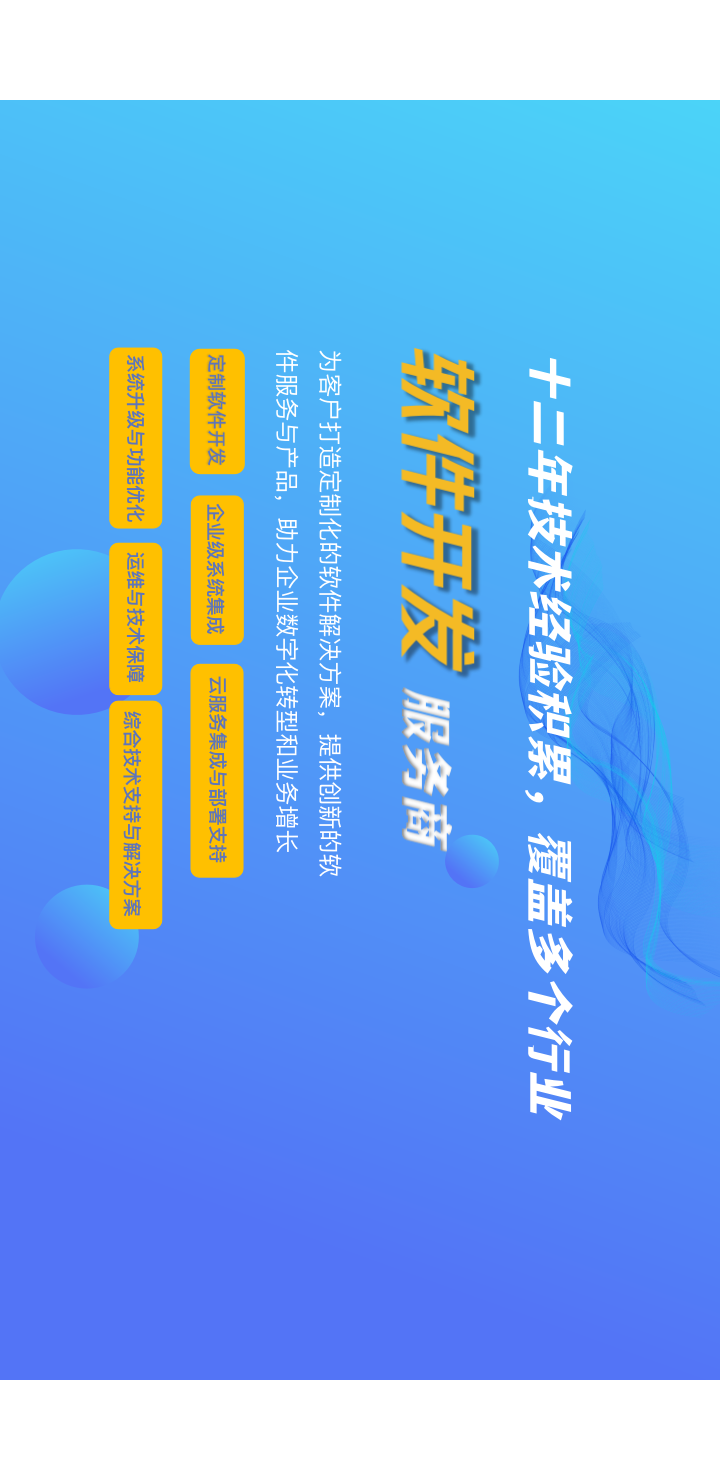 十二年技术经验积累，覆盖多个行业
软件开发 服务商
为客户打造定制化的软件解决方案，提供创新的软
件服务与产品，助力企业数字化转型和业务增长
定制软件开发 企业级系统集成 云服务集成与部署支持
系统升级与功能优化 运维与技术保障 综合技术支持与解决方案